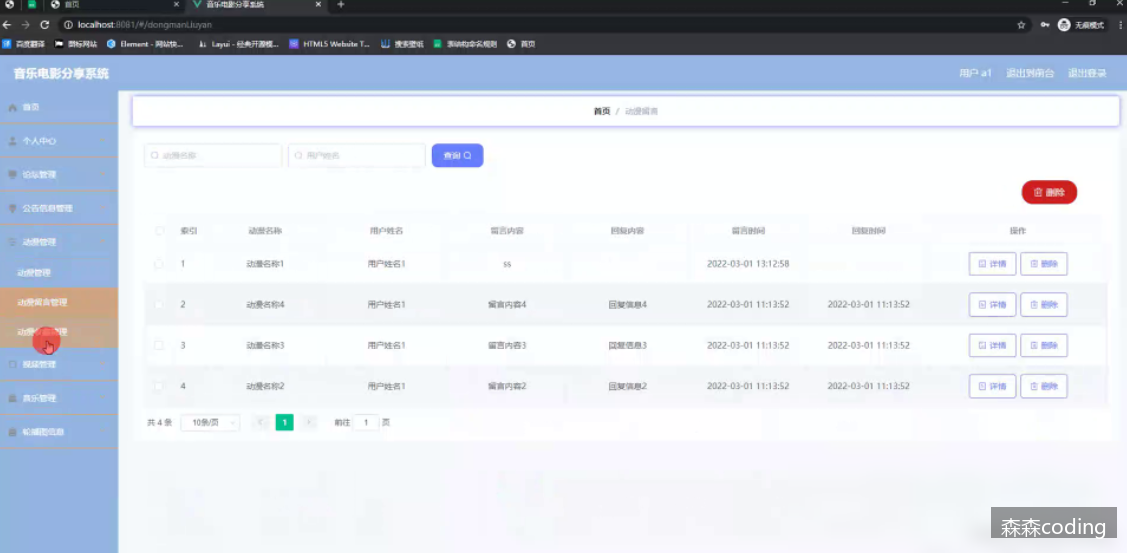 首页
音乐电影分享系统
localhost:8081/#/dongmanLiuyan
无痕模式
百度翻译 图标网站 Element - 网站快... Layui - 经典开源模... HTML5 Website T... 搜索壁纸 表结构命名规则 首页
音乐电影分享系统
用户 a1 退出到前台 退出登录
首页
首页 / 动漫留言
个人中心
动漫名称 用户姓名 查询
论坛管理
删除
公告信息管理
索引 动漫名称 用户姓名 留言内容 回复内容 留言时间 回复时间 操作
动漫管理
1 动漫名称1 用户姓名1 ss 2022-03-01 13:12:58 详情 删除
动漫管理
动漫留言管理
2 动漫名称4 用户姓名1 留言内容4 回复信息4 2022-03-01 11:13:52 2022-03-01 11:13:52 详情 删除
动漫 管理
3 动漫名称3 用户姓名1 留言内容3 回复信息3 2022-03-01 11:13:52 2022-03-01 11:13:52 详情 删除
视频管理
4 动漫名称2 用户姓名1 留言内容2 回复信息2 2022-03-01 11:13:52 2022-03-01 11:13:52 详情 删除
音乐管理
共 4 条 10条/页 1 前往 1 页
轮播图信息
森森coding